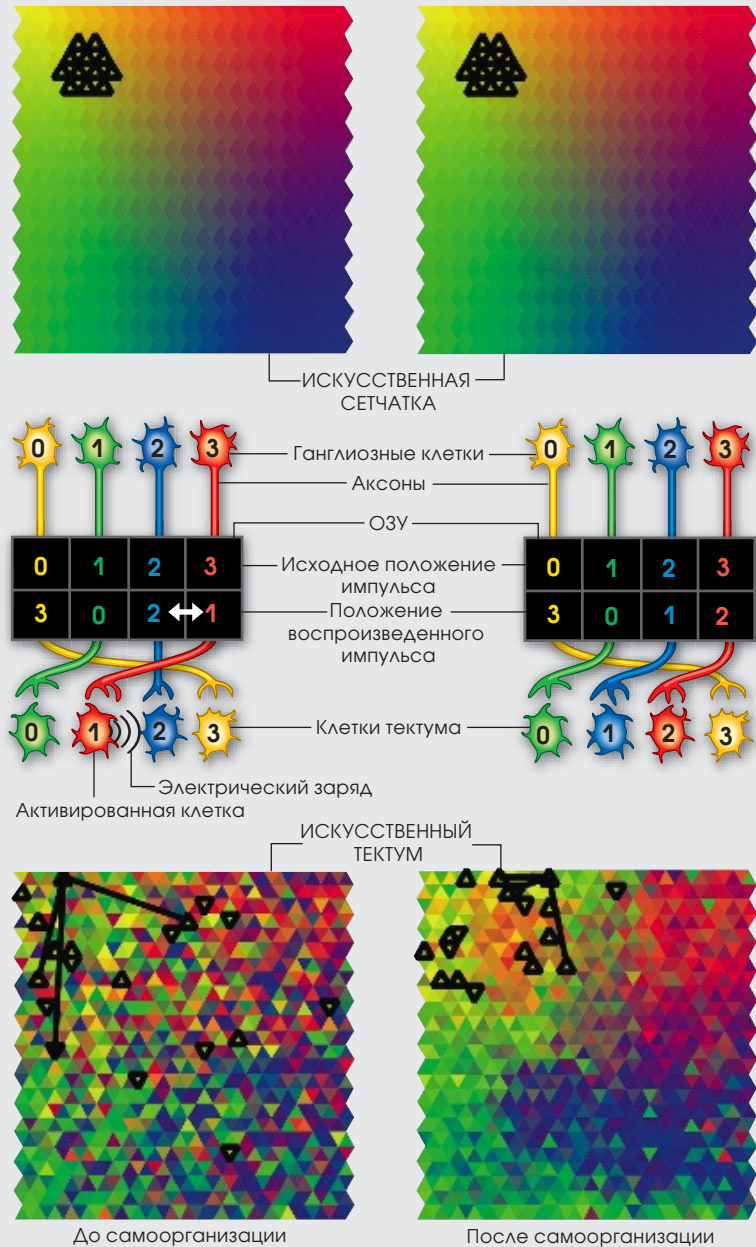 ИСКУССТВЕННАЯ
СЕТЧАТКА
0 1 2 3
Ганглиозные клетки
0 1 2 3
Аксоны
ОЗУ
0 1 2 3
Исходное положение
импульса
0 1 2 3
3 0 2 1
Положение
воспроизведенного
импульса
3 0 1 2
0 1 2 3
Клетки тектума
0 1 2 3
Электрический заряд
Активированная клетка
ИСКУССТВЕННЫЙ
ТЕКТУМ
До самоорганизации
После самоорганизации